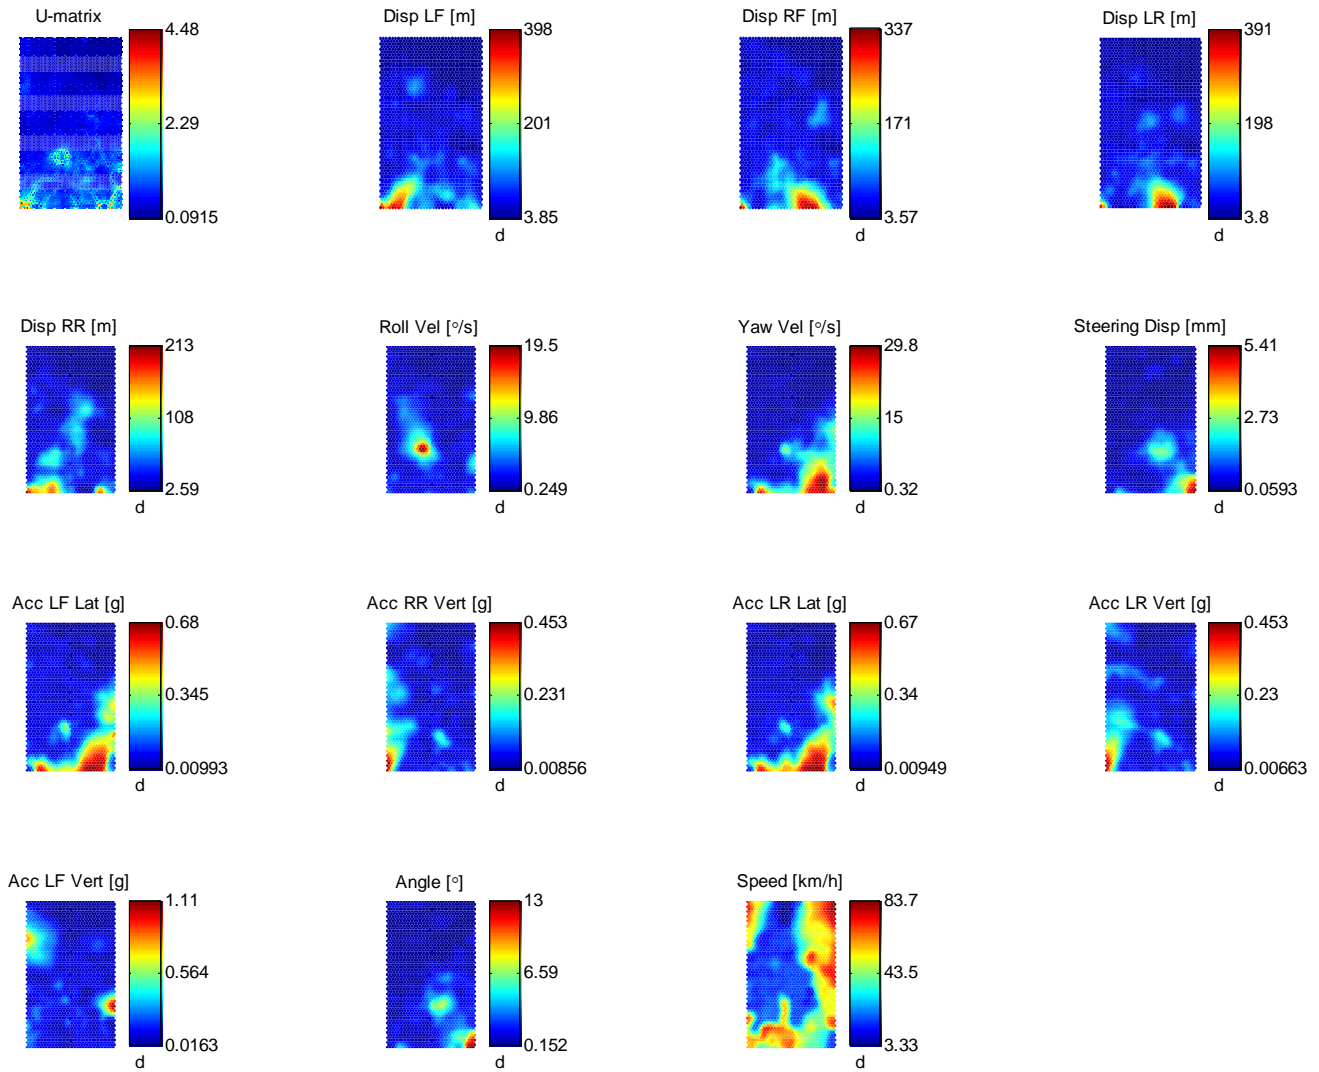 U-matrix
4.48
2.29
0.0915
Disp LF [m]
398
201
3.85
d
Disp RF [m]
337
171
3.57
d
Disp LR [m]
391
198
3.8
d
Disp RR [m]
213
108
2.59
d
Roll Vel [°/s]
19.5
9.86
0.249
Yaw Vel [°/s]
29.8
15
0.32
d
Steering Disp [mm]
5.41
2.73
0.0593
d
Acc LF Lat [g]
0.68
0.345
0.00993
d
Acc RR Vert [g]
0.453
0.231
0.00856
d
Acc LR Lat [g]
0.67
0.34
0.00949
d
Acc LR Vert [g]
0.453
0.23
0.00663
d
Acc LF Vert [g]
1.11
0.564
0.0163
d
Angle [°]
13
6.59
0.152
d
Speed [km/h]
83.7
43.5
3.33
d